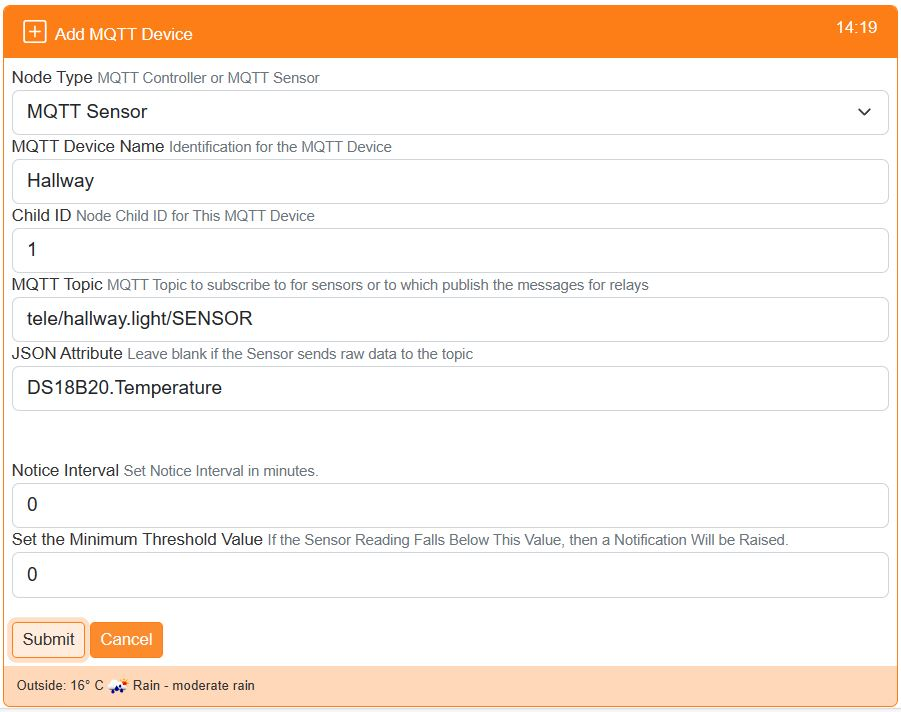 Add MQTT Device 14:19
Node Type MQTT Controller or MQTT Sensor
MQTT Sensor
MQTT Device Name Identification for the MQTT Device
Hallway
Child ID Node Child ID for This MQTT Device
1
MQTT Topic MQTT Topic to subscribe to for sensors or to which publish the messages for relays
tele/hallway.light/SENSOR
JSON Attribute Leave blank if the Sensor sends raw data to the topic
DS18B20.Temperature
Notice Interval Set Notice Interval in minutes.
0
Set the Minimum Threshold Value If the Sensor Reading Falls Below This Value, then a Notification Will be Raised.
0
Submit Cancel
Outside: 16° C Rain - moderate rain